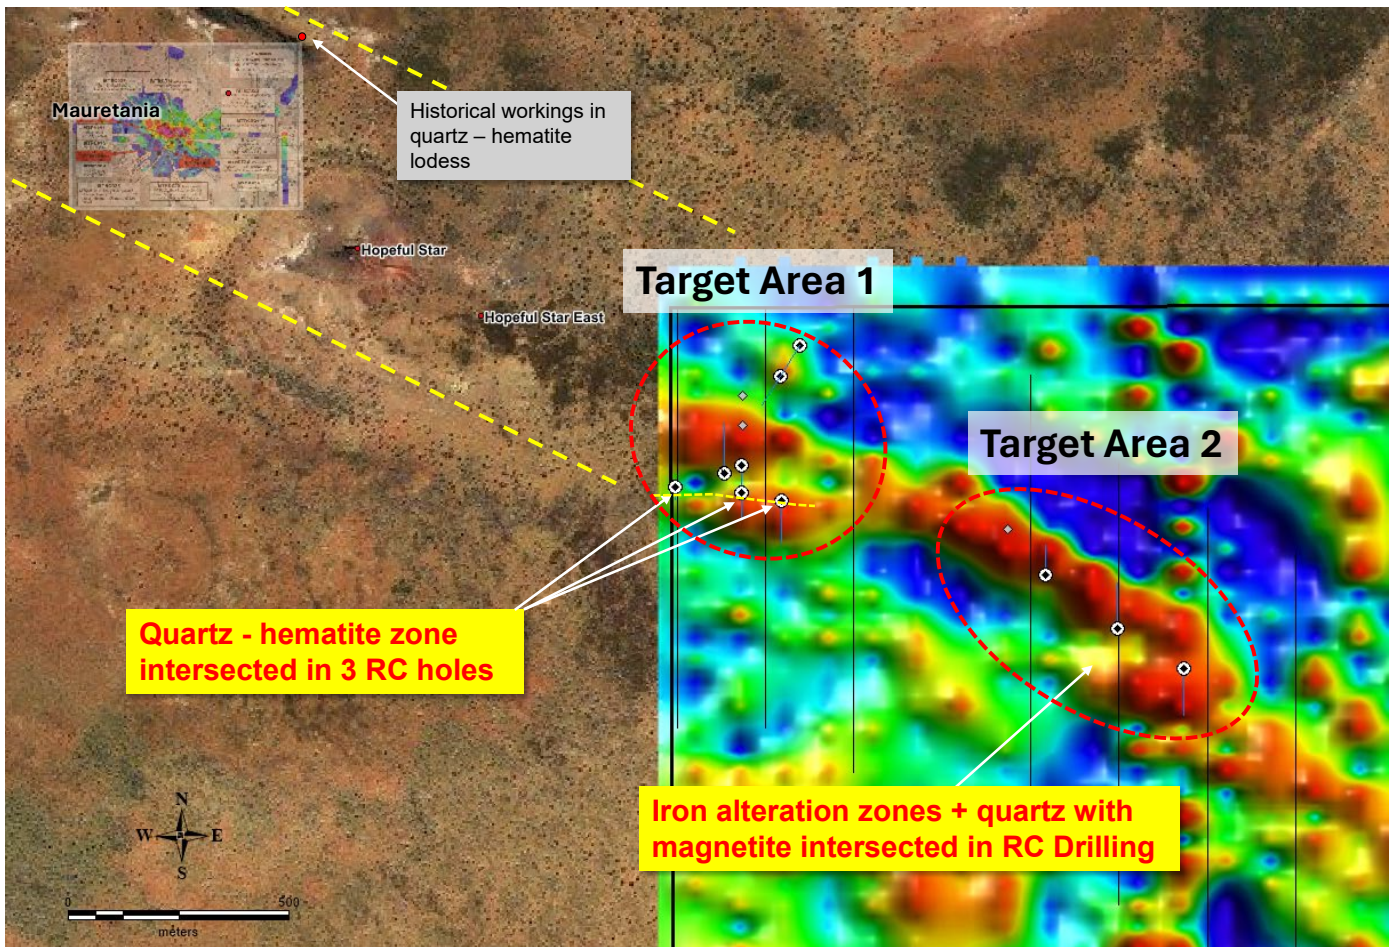 Mauretania
Historical workings in
quartz – hematite
lodess
Hopeful Star
Hopeful Star East
Target Area 1
Target Area 2
Quartz - hematite zone
intersected in 3 RC holes
Iron alteration zones + quartz with
magnetite intersected in RC Drilling
N
W E
S
0 500
meters